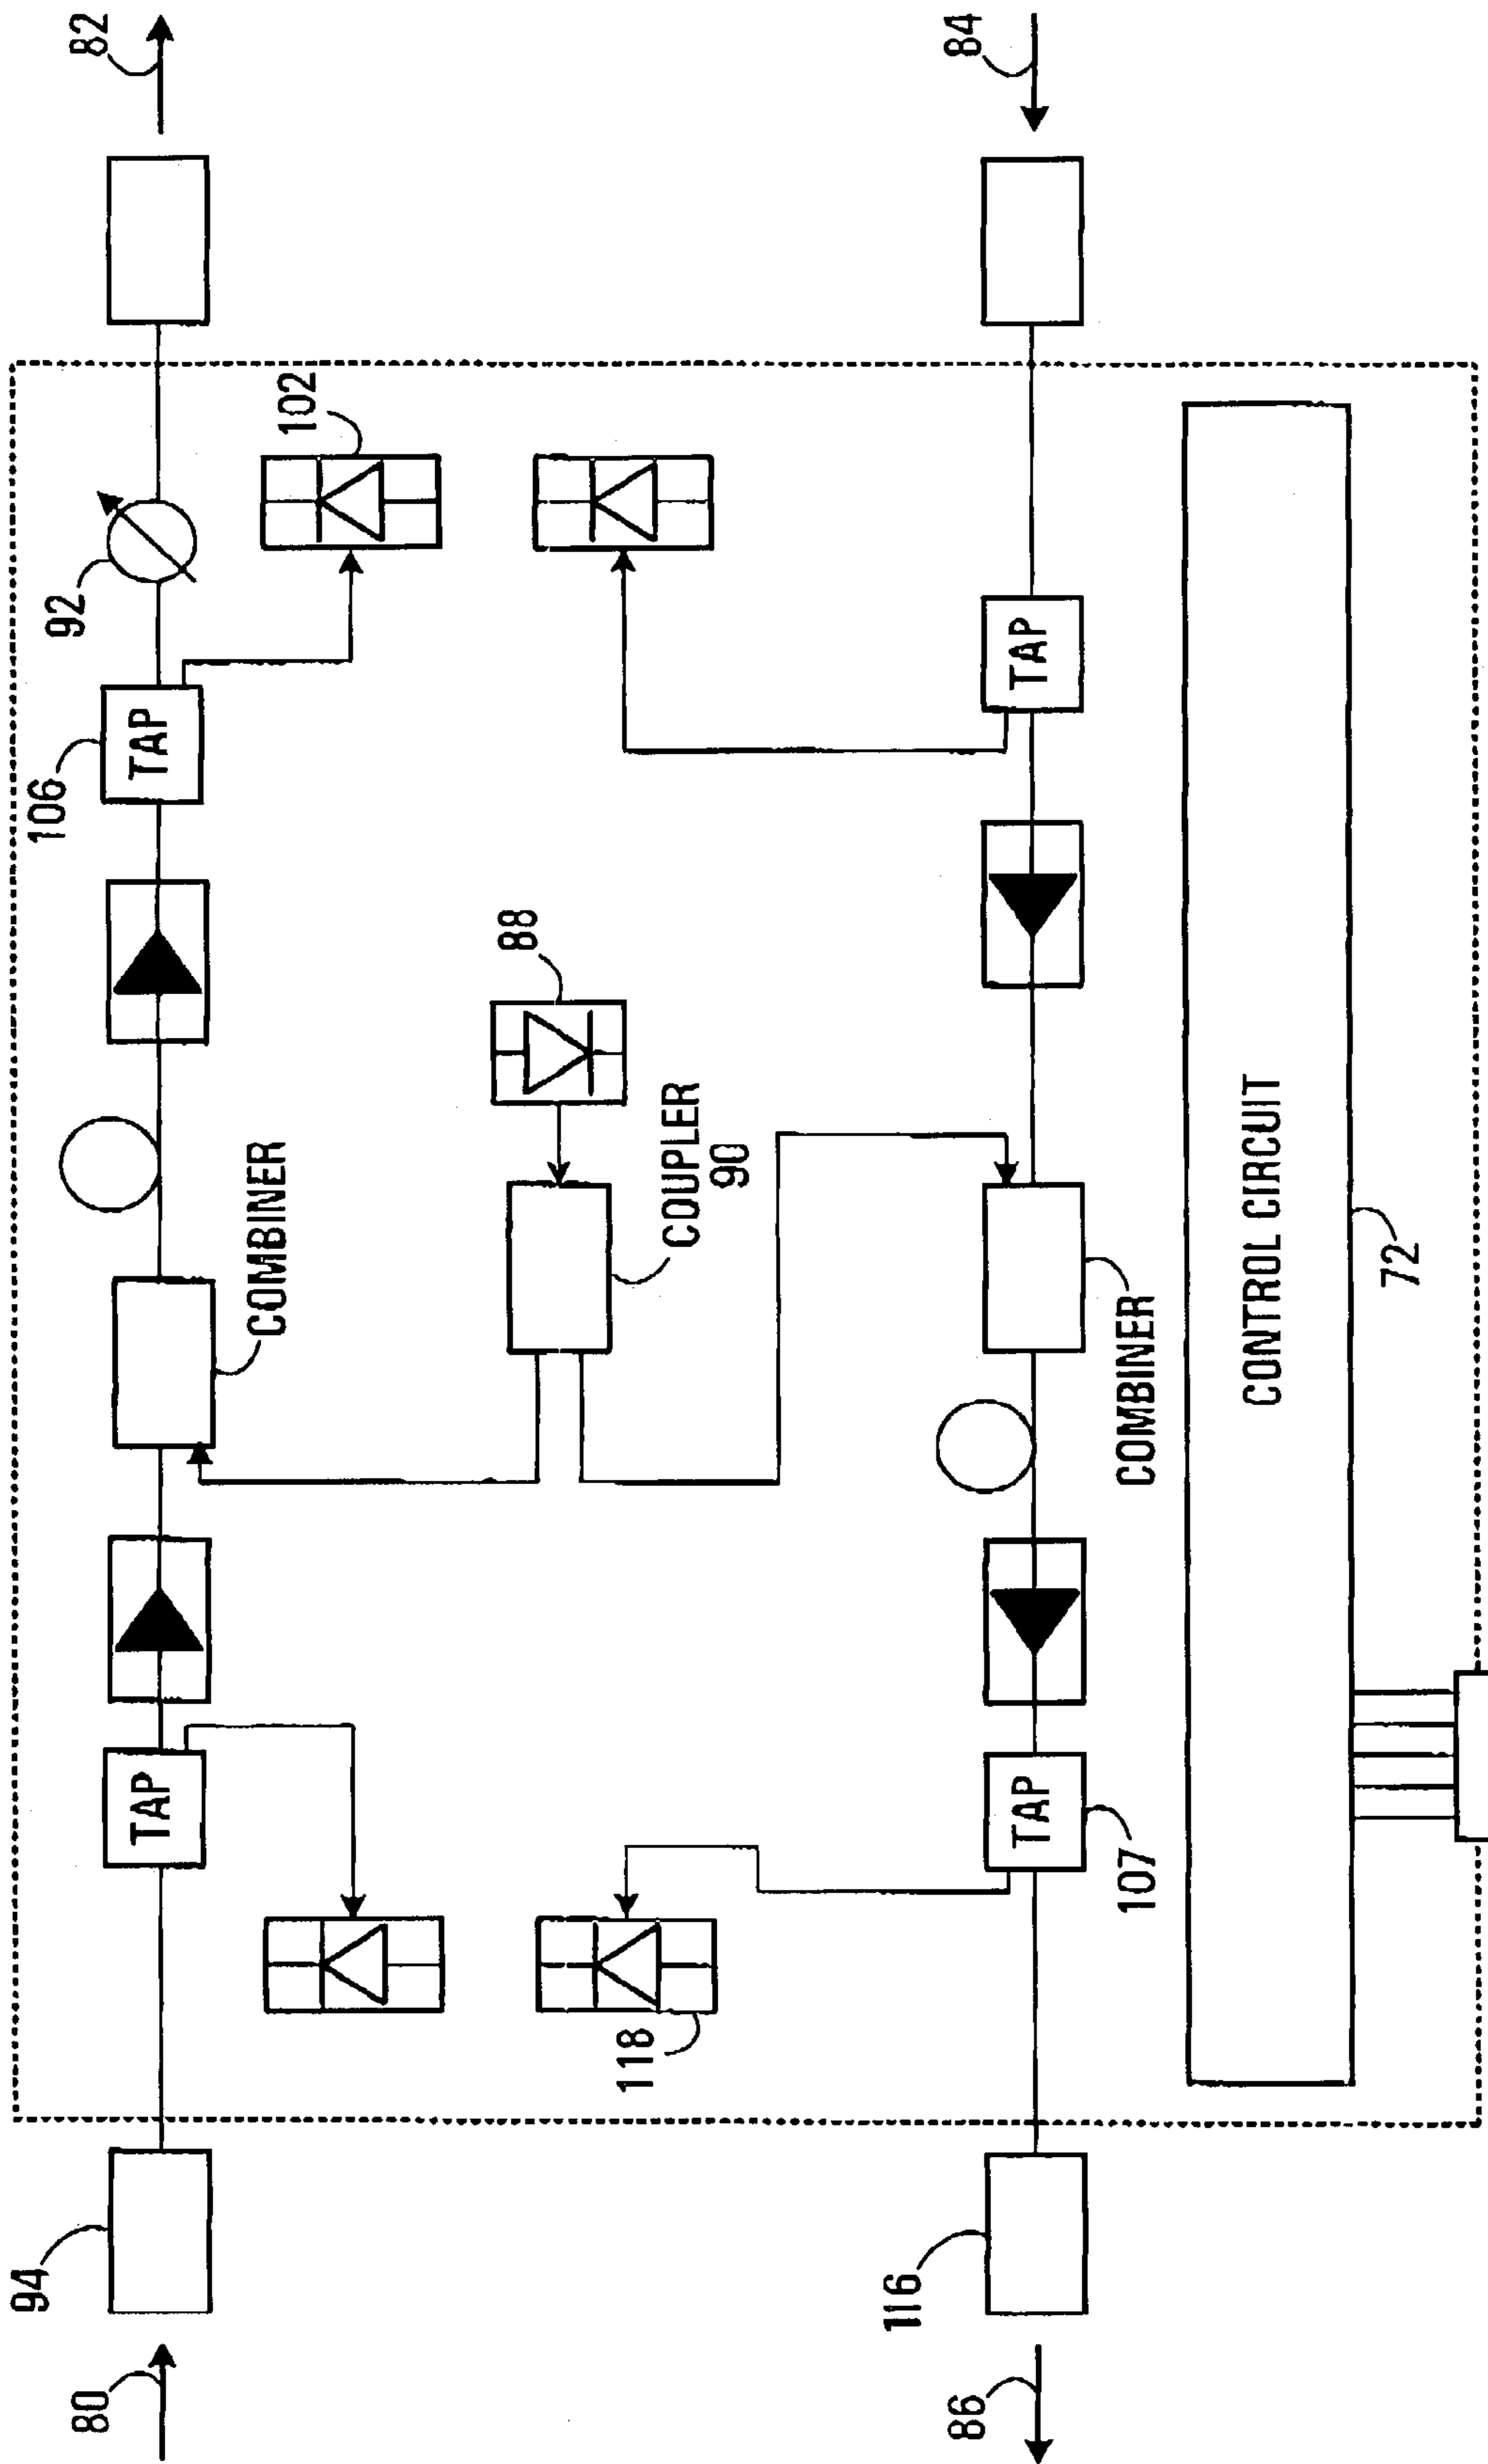 94
106
92
80
82
TAP
TAP
COMBINER
102
88
118
COUPLER
90
116
86
84
TAP
TAP
107
COMBINER
CONTROL CIRCUIT
72